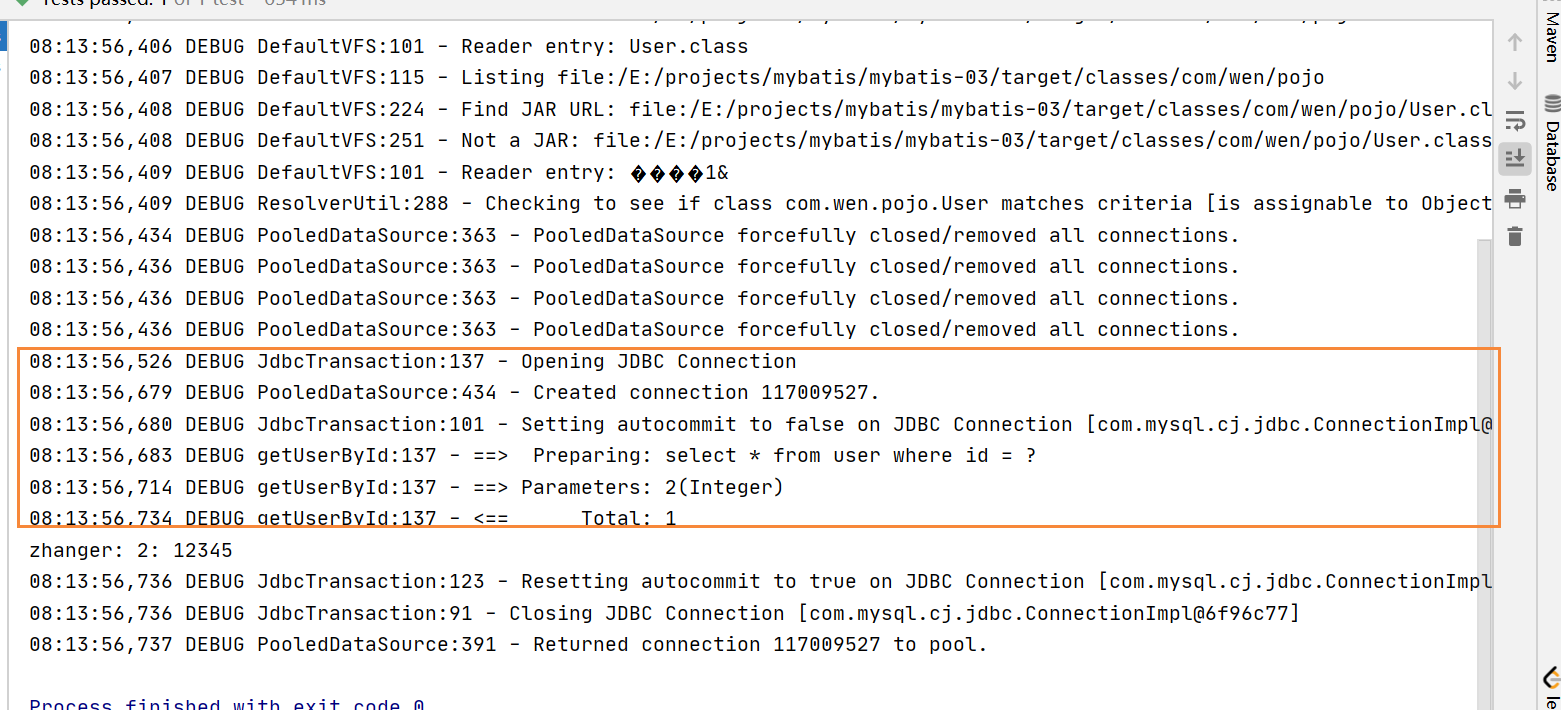 Tests passed: 1 of 1 test – 654 ms
08:13:56,406 DEBUG DefaultVFS:101 - Reader entry: User.class
08:13:56,407 DEBUG DefaultVFS:115 - Listing file:/E:/projects/mybatis/mybatis-03/target/classes/com/wen/pojo
08:13:56,408 DEBUG DefaultVFS:224 - Find JAR URL: file:/E:/projects/mybatis/mybatis-03/target/classes/com/wen/pojo/User.cl
08:13:56,408 DEBUG DefaultVFS:251 - Not a JAR: file:/E:/projects/mybatis/mybatis-03/target/classes/com/wen/pojo/User.class
08:13:56,409 DEBUG DefaultVFS:101 - Reader entry: ����1&
08:13:56,409 DEBUG ResolverUtil:288 - Checking to see if class com.wen.pojo.User matches criteria [is assignable to Object
08:13:56,434 DEBUG PooledDataSource:363 - PooledDataSource forcefully closed/removed all connections.
08:13:56,436 DEBUG PooledDataSource:363 - PooledDataSource forcefully closed/removed all connections.
08:13:56,436 DEBUG PooledDataSource:363 - PooledDataSource forcefully closed/removed all connections.
08:13:56,436 DEBUG PooledDataSource:363 - PooledDataSource forcefully closed/removed all connections.
08:13:56,526 DEBUG JdbcTransaction:137 - Opening JDBC Connection
08:13:56,679 DEBUG PooledDataSource:434 - Created connection 117009527.
08:13:56,680 DEBUG JdbcTransaction:101 - Setting autocommit to false on JDBC Connection [com.mysql.cj.jdbc.ConnectionImpl@
08:13:56,683 DEBUG getUserById:137 - ==>  Preparing: select * from user where id = ?
08:13:56,714 DEBUG getUserById:137 - ==> Parameters: 2(Integer)
08:13:56,734 DEBUG getUserById:137 - <==      Total: 1
zhanger: 2: 12345
08:13:56,736 DEBUG JdbcTransaction:123 - Resetting autocommit to true on JDBC Connection [com.mysql.cj.jdbc.ConnectionImpl
08:13:56,736 DEBUG JdbcTransaction:91 - Closing JDBC Connection [com.mysql.cj.jdbc.ConnectionImpl@6f96c77]
08:13:56,737 DEBUG PooledDataSource:391 - Returned connection 117009527 to pool.
Process finished with exit code 0
Maven
Database
le